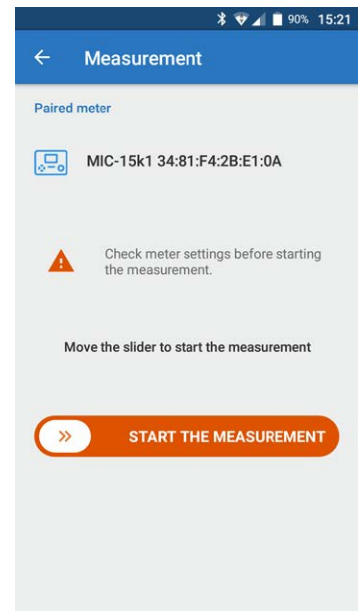 90% 15:21
Measurement
Paired meter
MIC-15k1 34:81:F4:2B:E1:0A
Check meter settings before starting
the measurement.
Move the slider to start the measurement
START THE MEASUREMENT